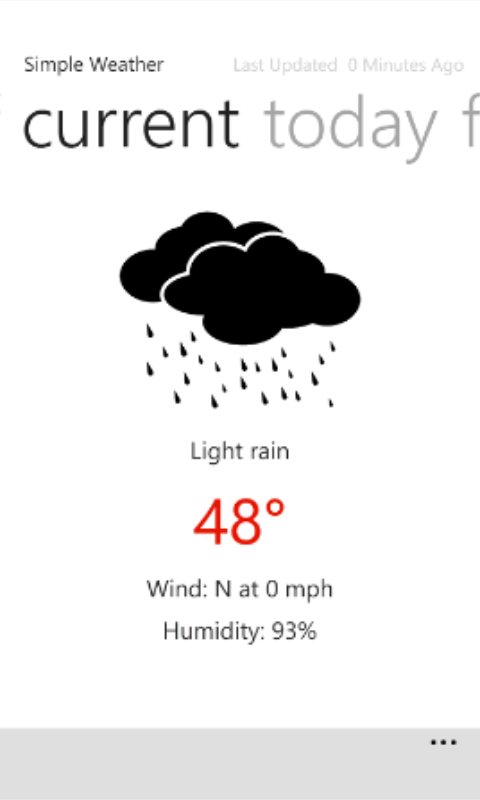 Simple Weather Last Updated 0 Minutes Ago
current today f
Light rain
48°
Wind: N at 0 mph
Humidity: 93%